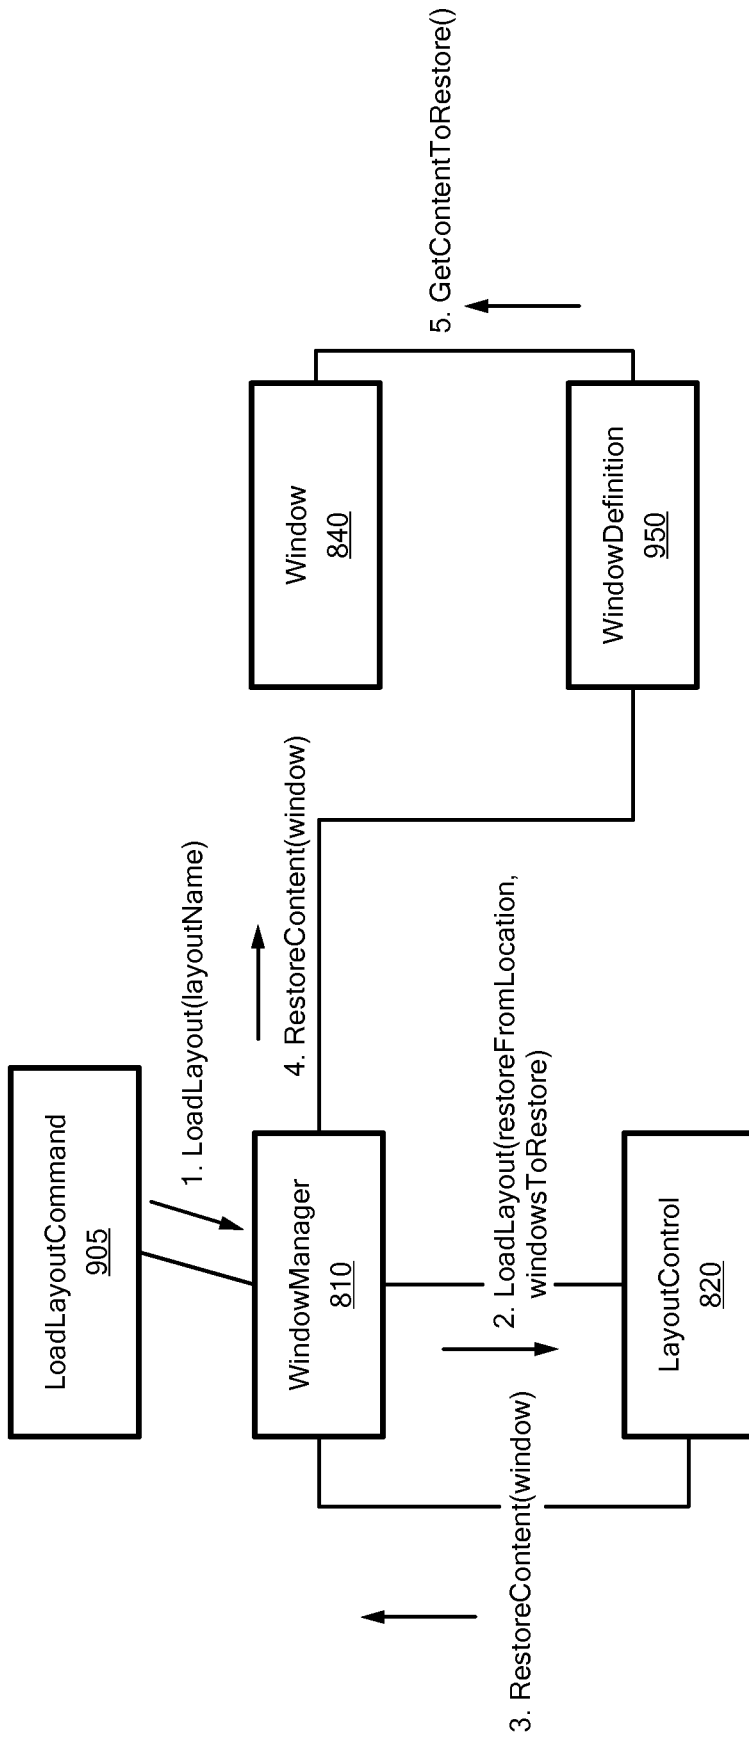 LoadLayoutCommand
905
1. LoadLayout(layoutName)
WindowManager
810
4. RestoreContent(window)
Window
840
3. RestoreContent(window)
2. LoadLayout(restoreFromLocation,
windowsToRestore)
5. GetContentToRestore()
LayoutControl
820
WindowDefinition
950